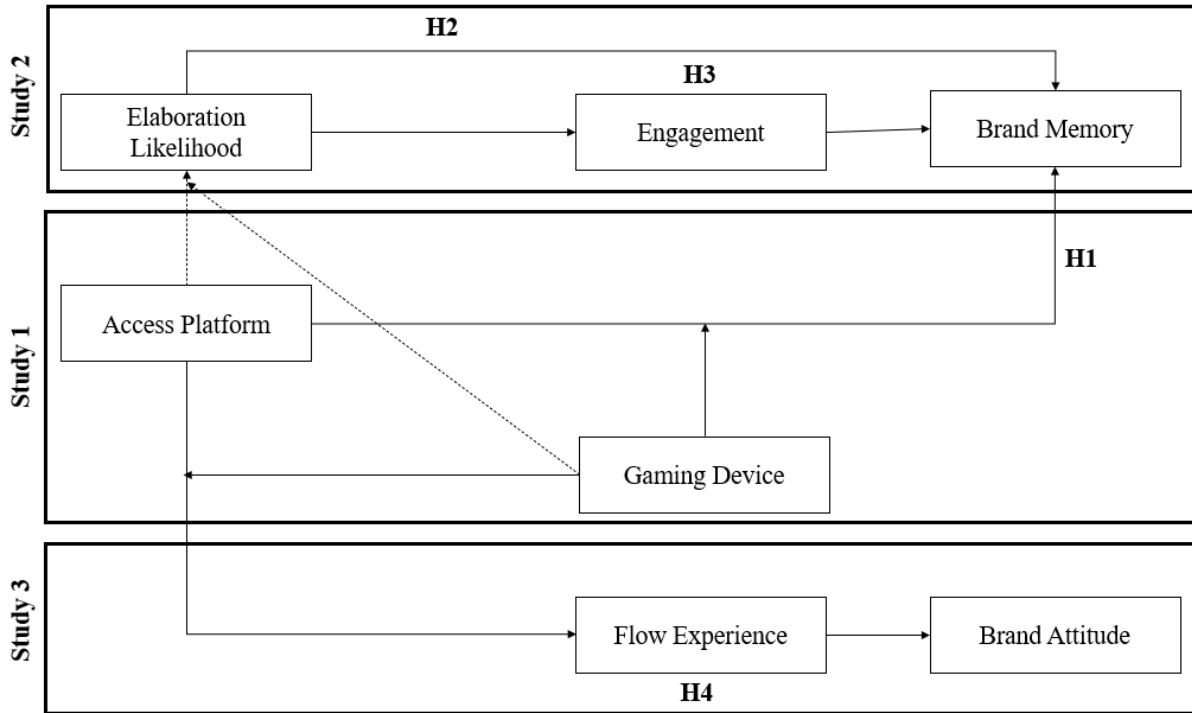 Study 2
H2
H3
Elaboration
Likelihood
Engagement
Brand Memory
Study 1
H1
Access Platform
Gaming Device
Study 3
Flow Experience
Brand Attitude
H4